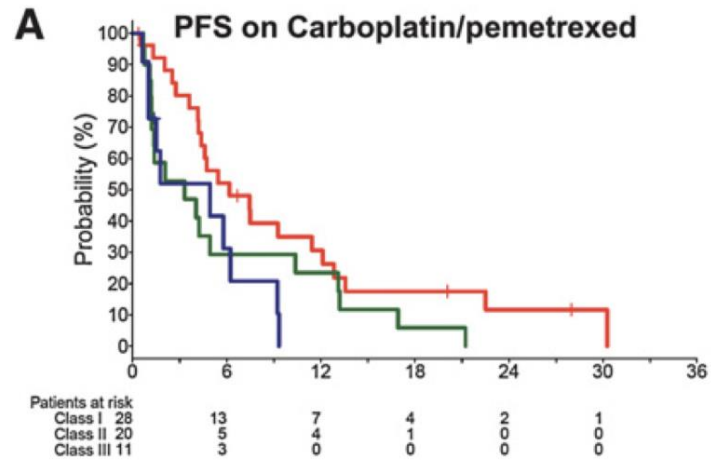 A
PFS on Carboplatin/pemetrexed
Probability (%)
100
90
80
70
60
50
40
30
20
10
0
0 6 12 18 24 30 36
Patients at risk
Class I 28 13 7 4 2 1
Class II 20 5 4 1 0 0
Class III 11 3 0 0 0 0